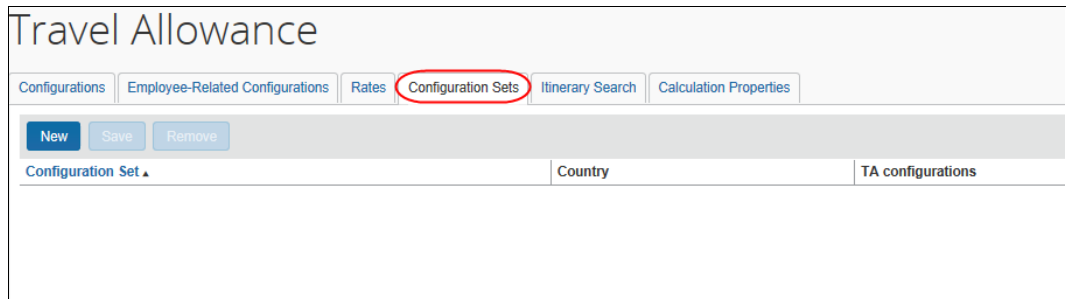 Travel Allowance
Configurations Employee-Related Configurations Rates Configuration Sets Itinerary Search Calculation Properties
New Save Remove
Configuration Set Country TA configurations